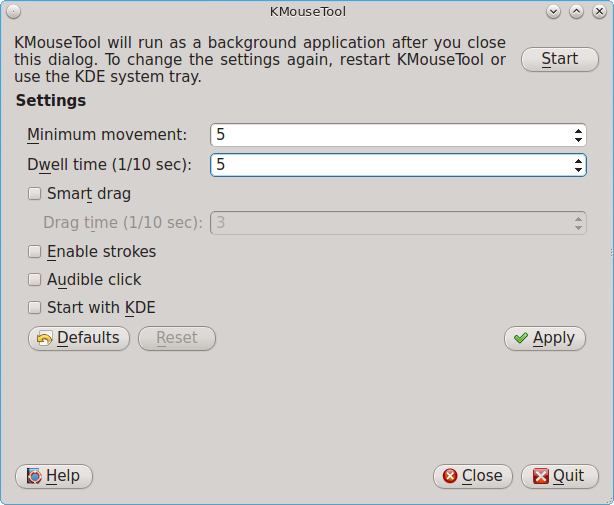 KMouseTool
KMouseTool will run as a background application after you close
this dialog. To change the settings again, restart KMouseTool or
use the KDE system tray.
Start
Settings
Minimum movement: 5
Dwell time (1/10 sec): 5
Smart drag
Drag time (1/10 sec): 3
Enable strokes
Audible click
Start with KDE
Defaults Reset Apply
Help Close Quit